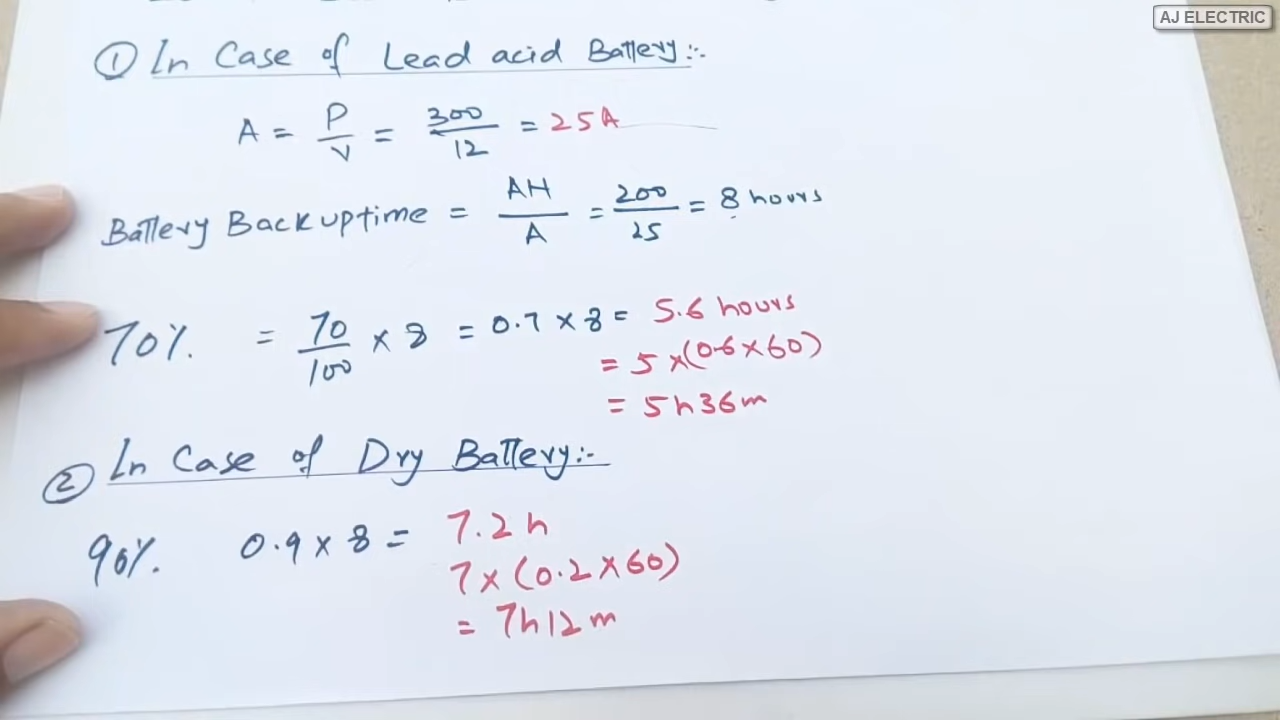 AJ ELECTRIC
① In Case of Lead acid Battery:-
A = P/V = 300/12 = 25A
Battery Backuptime = AH/A = 200/25 = 8 hours
70% = 70/100 × 8 = 0.7 × 8 = 5.6 hours
= 5 × (0.6 × 60)
= 5h36m
② In Case of Dry Battery:-
90% 0.9 × 8 = 7.2h
7 × (0.2 × 60)
= 7h12m